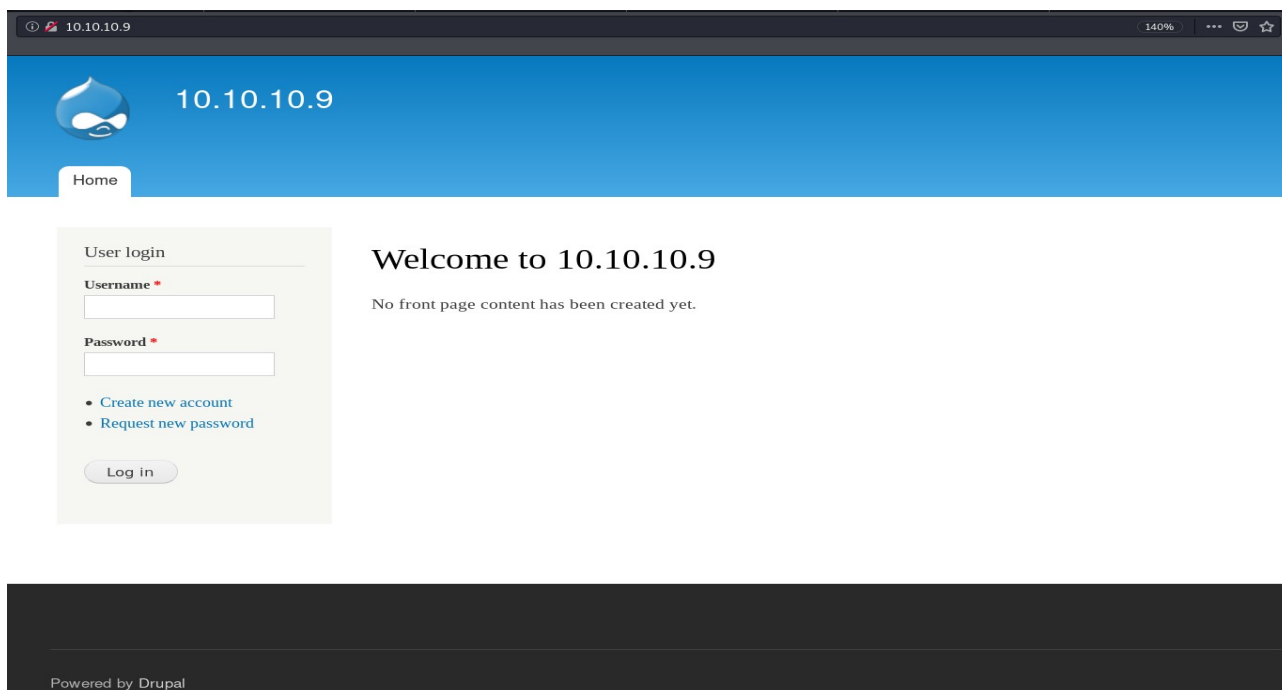 10.10.10.9
140%
10.10.10.9
Home
User login
Username *
Password *
Create new account
Request new password
Log in
Welcome to 10.10.10.9
No front page content has been created yet.
Powered by Drupal